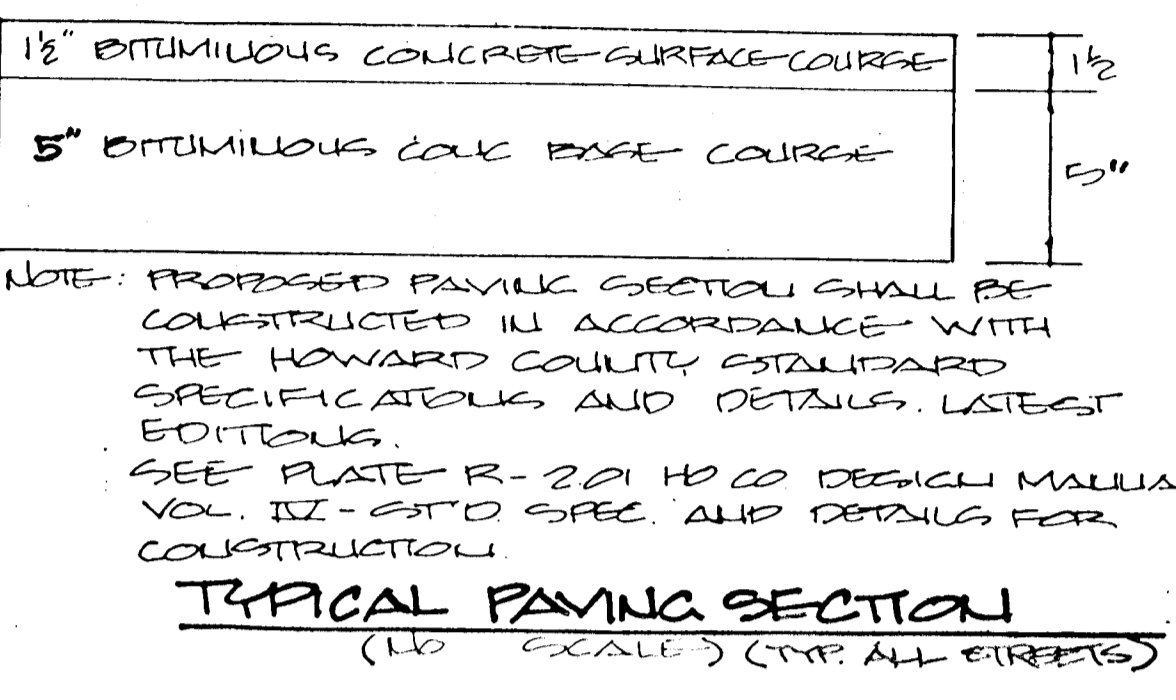 1½" BITUMINOUS CONCRETE SURFACE COURSE
1½
5" BITUMINOUS CONC BASE COURSE
5"
NOTE: PROPOSED PAVING SECTION SHALL BE
CONSTRUCTED IN ACCORDANCE WITH
THE HOWARD COUNTY STANDARD
SPECIFICATIONS AND DETAILS. LATEST
EDITIONS.
SEE PLATE R-2.01 HO CO DESIGN MANUA
VOL. IV - ST'D. SPEC. AND DETAILS FOR
CONSTRUCTION.
TYPICAL PAVING SECTION
(NO SCALE) (TYP. ALL STREETS)